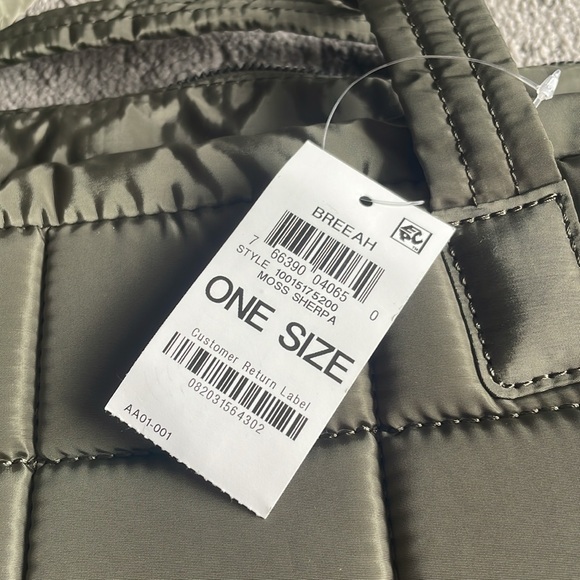 BREEAH
7 66390 04065 0
STYLE 10015175200
MOSS SHERPA
ONE SIZE
Customer Return Label
082031564302
AA01-001